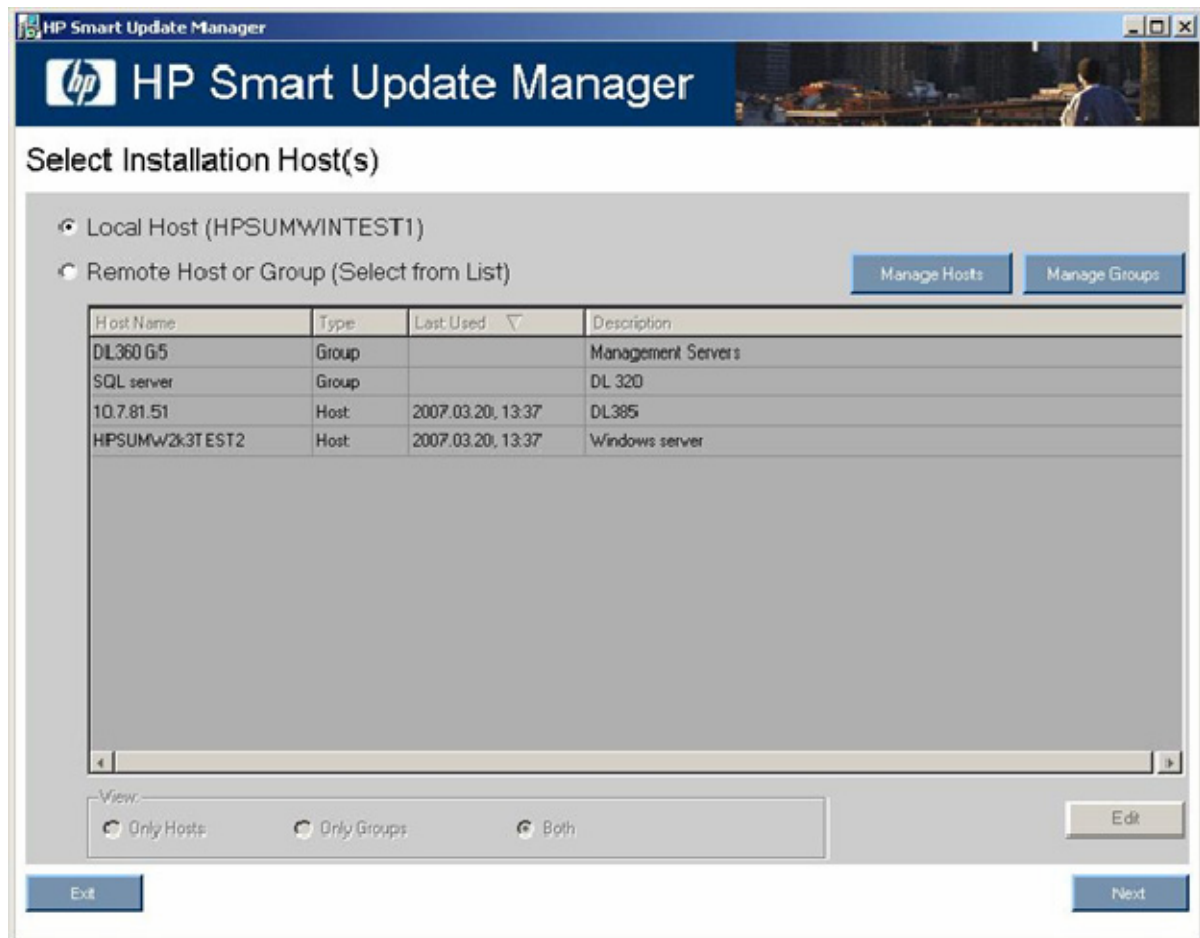 HP Smart Update Manager
hp HP Smart Update Manager
Select Installation Host(s)
Local Host (HPSUMWINTEST1)
Remote Host or Group (Select from List)
Manage Hosts
Manage Groups
Host Name Type Last Used Description
DL360 G5 Group Management Servers
SQL server Group DL 320
10.7.81.51 Host 2007.03.20, 13:37 DL385
HPSUMW2k3TEST2 Host 2007.03.20, 13:37 Windows server
View:
Only Hosts Only Groups Both
Edit
Exit
Next